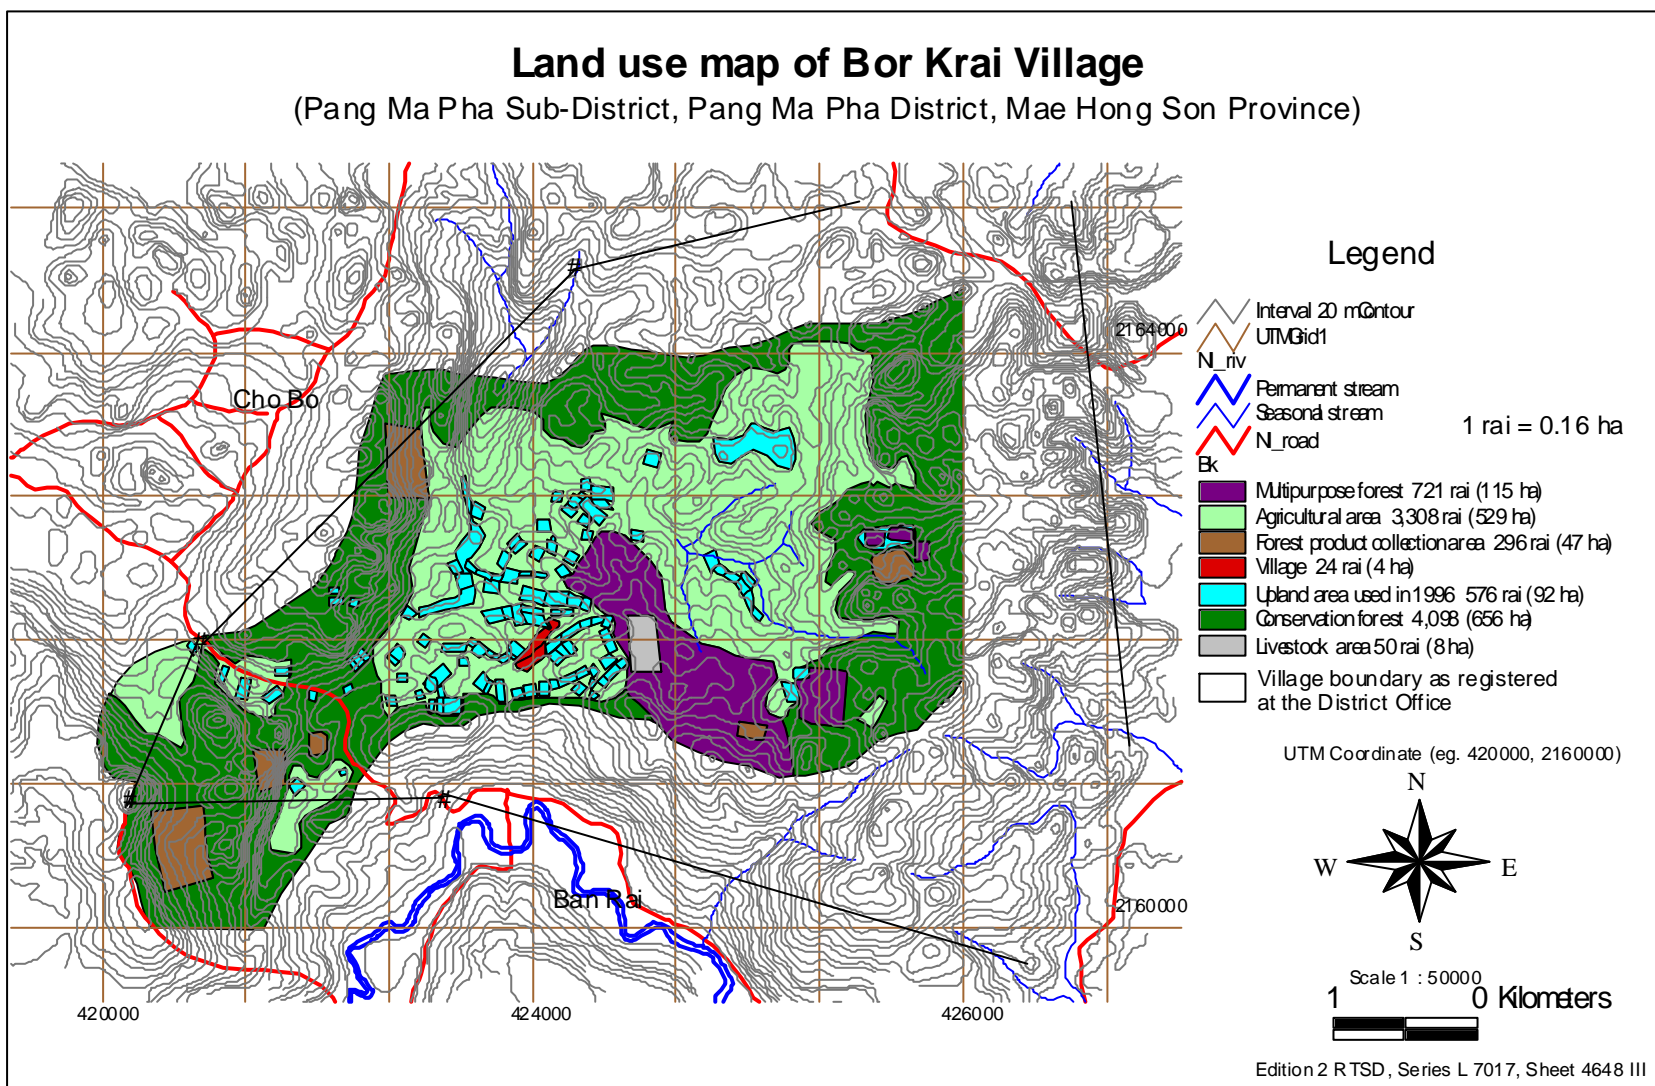 Land use map of Bor Krai Village
(Pang Ma Pha Sub-District, Pang Ma Pha District, Mae Hong Son Province)
Cho Bo
Ban Rai
2164000
2160000
420000
424000
426000
#
#
#
#
Legend
Interval 20 mContour
UTMGrid1
Nl_riv
Permanent stream
Seasonal stream
Nl_road
1 rai = 0.16 ha
Bk
Multipurpose forest 721 rai (115 ha)
Agricultural area 3,308 rai (529 ha)
Forest product collection area 296 rai (47 ha)
Village 24 rai (4 ha)
Upland area used in 1996 576 rai (92 ha)
Conservation forest 4,098 (656 ha)
Livestock area 50 rai (8 ha)
Village boundary as registered
at the District Office
UTM Coordinate (eg. 420000, 2160000)
N
W
E
S
Scale 1 : 50000
1
0 Kilometers
Edition 2 RTSD, Series L 7017, Sheet 4648 III